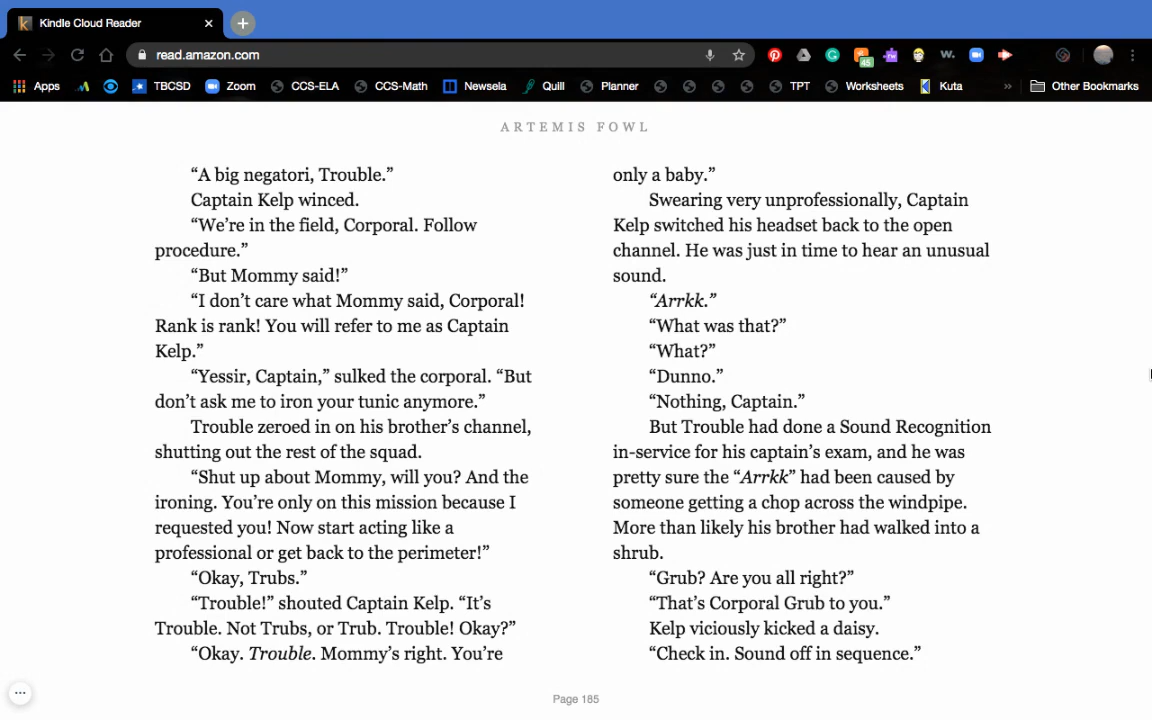 Kindle Cloud Reader
read.amazon.com
45
w.
Apps
TBCSD
Zoom
CCS-ELA
CCS-Math
Newsela
Quill
Planner
TPT
Worksheets
Kuta
»
Other Bookmarks
ARTEMIS FOWL
“A big negatori, Trouble.”
Captain Kelp winced.
“We’re in the field, Corporal. Follow
procedure.”
“But Mommy said!”
“I don’t care what Mommy said, Corporal!
Rank is rank! You will refer to me as Captain
Kelp.”
“Yessir, Captain,” sulked the corporal. “But
don’t ask me to iron your tunic anymore.”
Trouble zeroed in on his brother’s channel,
shutting out the rest of the squad.
“Shut up about Mommy, will you? And the
ironing. You’re only on this mission because I
requested you! Now start acting like a
professional or get back to the perimeter!”
“Okay, Trubs.”
“Trouble!” shouted Captain Kelp. “It’s
Trouble. Not Trubs, or Trub. Trouble! Okay?”
“Okay. Trouble. Mommy’s right. You’re
only a baby.”
Swearing very unprofessionally, Captain
Kelp switched his headset back to the open
channel. He was just in time to hear an unusual
sound.
“Arrkk.”
“What was that?”
“What?”
“Dunno.”
“Nothing, Captain.”
But Trouble had done a Sound Recognition
in-service for his captain’s exam, and he was
pretty sure the “Arrkk” had been caused by
someone getting a chop across the windpipe.
More than likely his brother had walked into a
shrub.
“Grub? Are you all right?”
“That’s Corporal Grub to you.”
Kelp viciously kicked a daisy.
“Check in. Sound off in sequence.”
Page 185